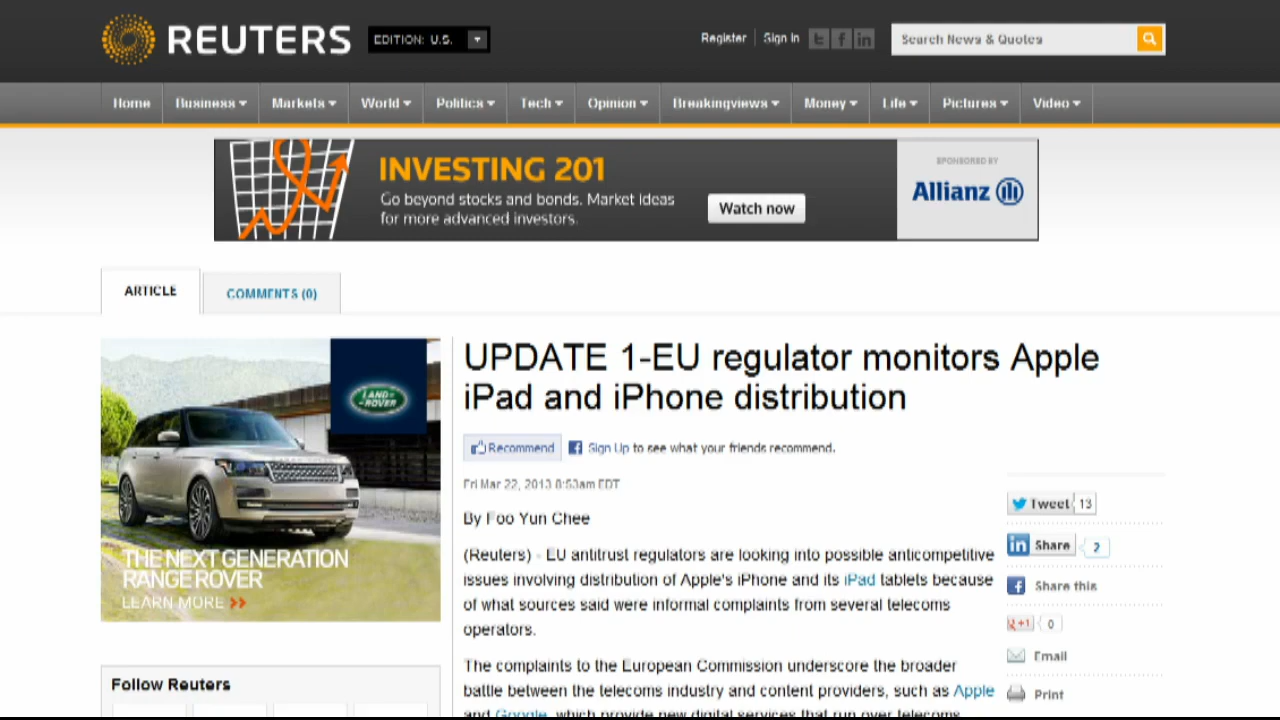 REUTERS
EDITION: U.S.
Register
Sign In
Search News & Quotes
Home
Business
Markets
World
Politics
Tech
Opinion
Breakingviews
Money
Life
Pictures
Video
INVESTING 201
Go beyond stocks and bonds. Market ideas
for more advanced investors.
Watch now
SPONSORED BY
Allianz
ARTICLE
COMMENTS (0)
LAND-
-ROVER
THE NEXT GENERATION
RANGE ROVER
LEARN MORE >>
Follow Reuters
UPDATE 1-EU regulator monitors Apple
iPad and iPhone distribution
Recommend
Sign Up to see what your friends recommend.
Fri Mar 22, 2013 8:53am EDT
By Foo Yun Chee
(Reuters) - EU antitrust regulators are looking into possible anticompetitive
issues involving distribution of Apple's iPhone and its iPad tablets because
of what sources said were informal complaints from several telecoms
operators.
The complaints to the European Commission underscore the broader
battle between the telecoms industry and content providers, such as Apple
and Google, which provide new digital services that run over telecoms
Tweet 13
in Share 2
Share this
g +1 0
Email
Print